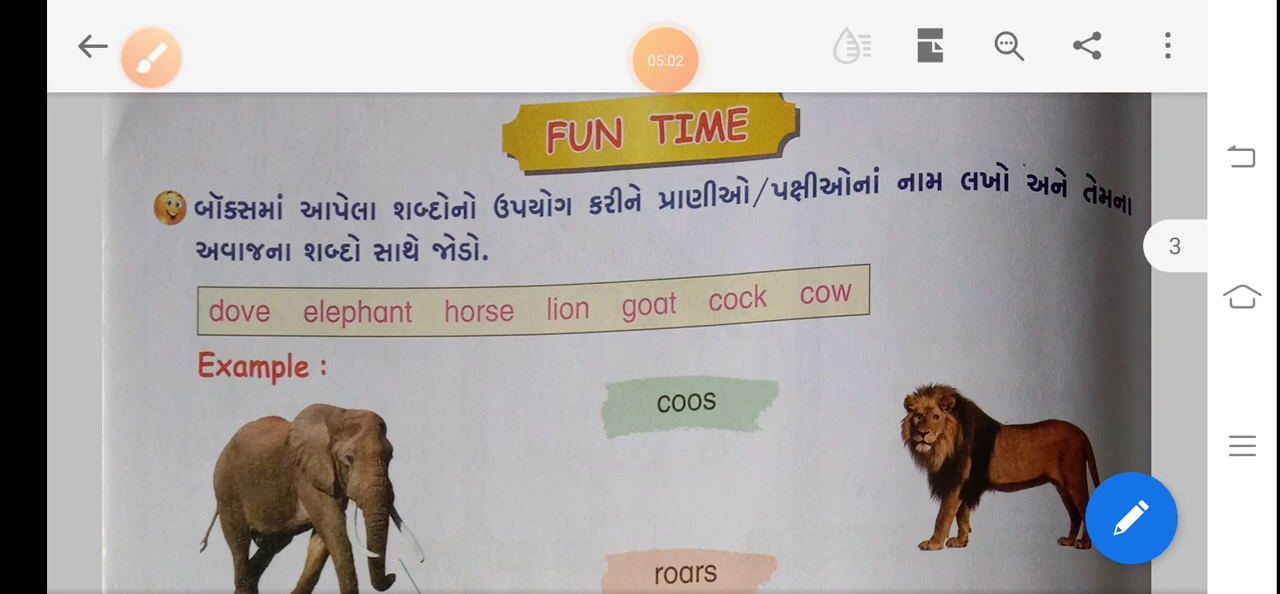 05:02
FUN TIME
બૉક્સમાં આપેલા શબ્દોનો ઉપયોગ કરીને પ્રાણીઓ/પક્ષીઓનાં નામ લખો અને તેમના
અવાજના શબ્દો સાથે જોડો.
3
dove elephant horse lion goat cock cow
Example :
coos
roars